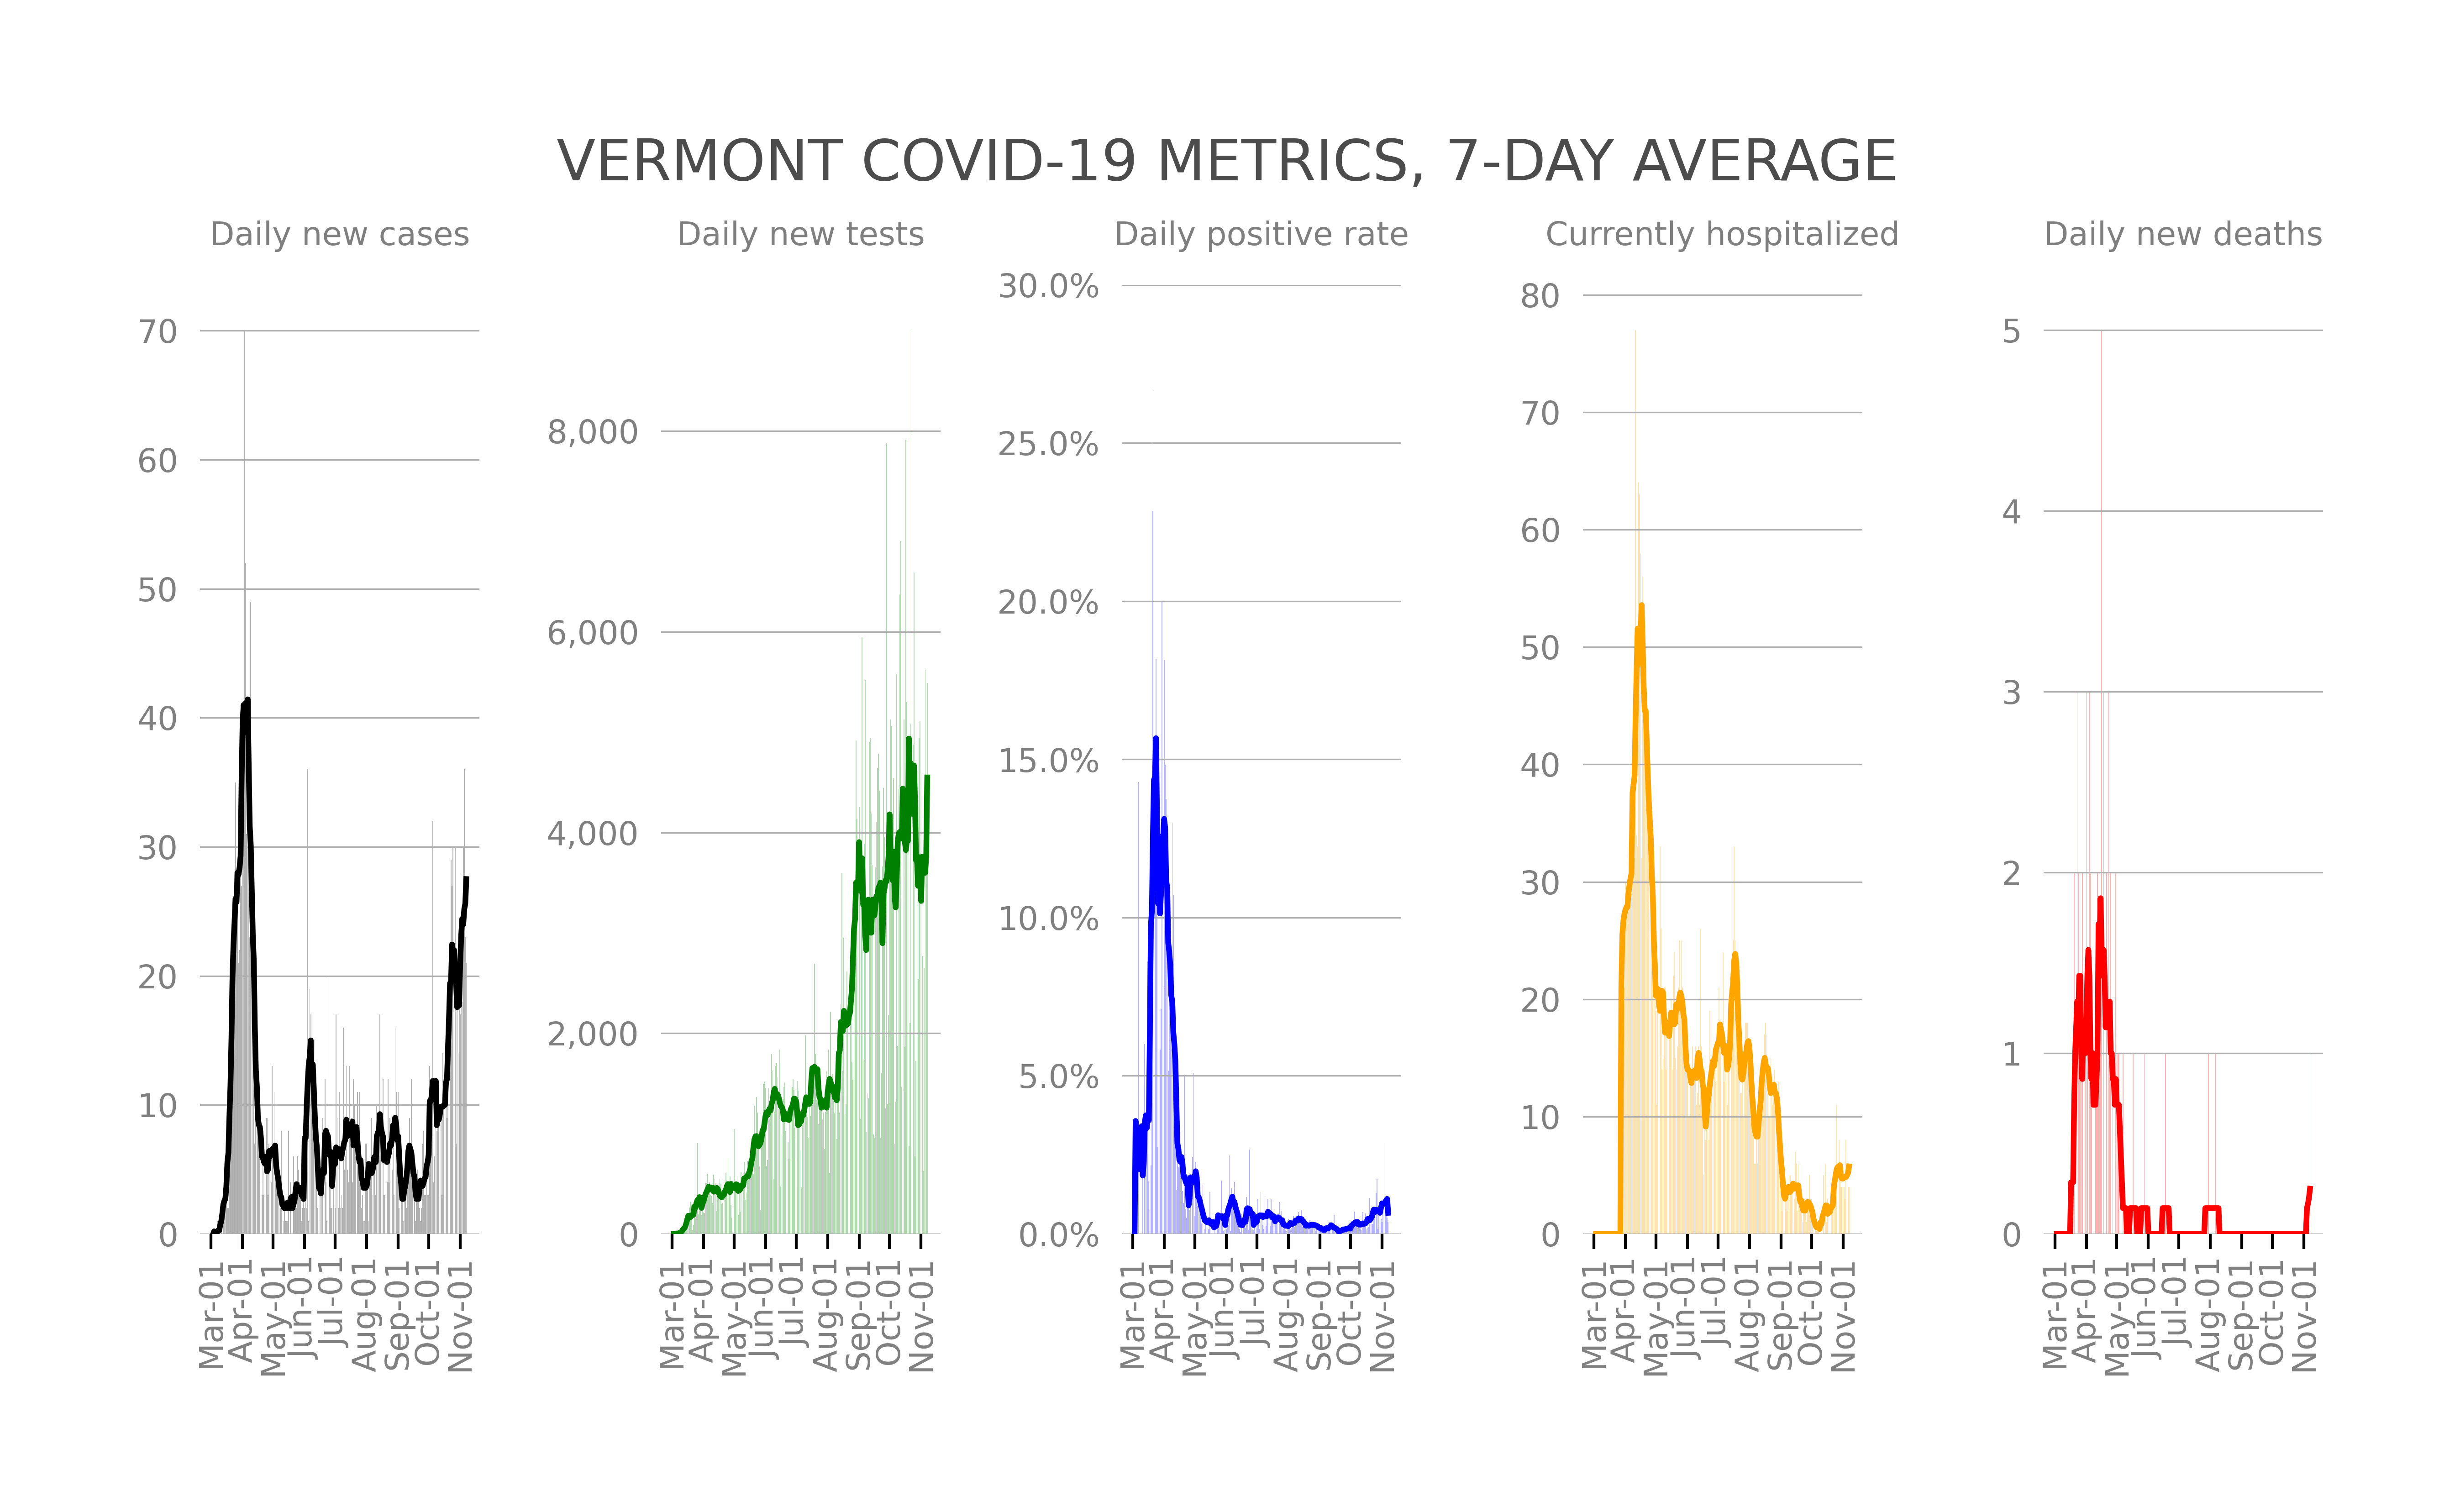 VERMONT COVID-19 METRICS, 7-DAY AVERAGE
Daily new cases
70
60
50
40
30
20
10
0
Mar-01
Apr-01
May-01
Jun-01
Jul-01
Aug-01
Sep-01
Oct-01
Nov-01
Daily new tests
8,000
6,000
4,000
2,000
0
Mar-01
Apr-01
May-01
Jun-01
Jul-01
Aug-01
Sep-01
Oct-01
Nov-01
Daily positive rate
30.0%
25.0%
20.0%
15.0%
10.0%
5.0%
0.0%
Mar-01
Apr-01
May-01
Jun-01
Jul-01
Aug-01
Sep-01
Oct-01
Nov-01
Currently hospitalized
80
70
60
50
40
30
20
10
0
Mar-01
Apr-01
May-01
Jun-01
Jul-01
Aug-01
Sep-01
Oct-01
Nov-01
Daily new deaths
5
4
3
2
1
0
Mar-01
Apr-01
May-01
Jun-01
Jul-01
Aug-01
Sep-01
Oct-01
Nov-01